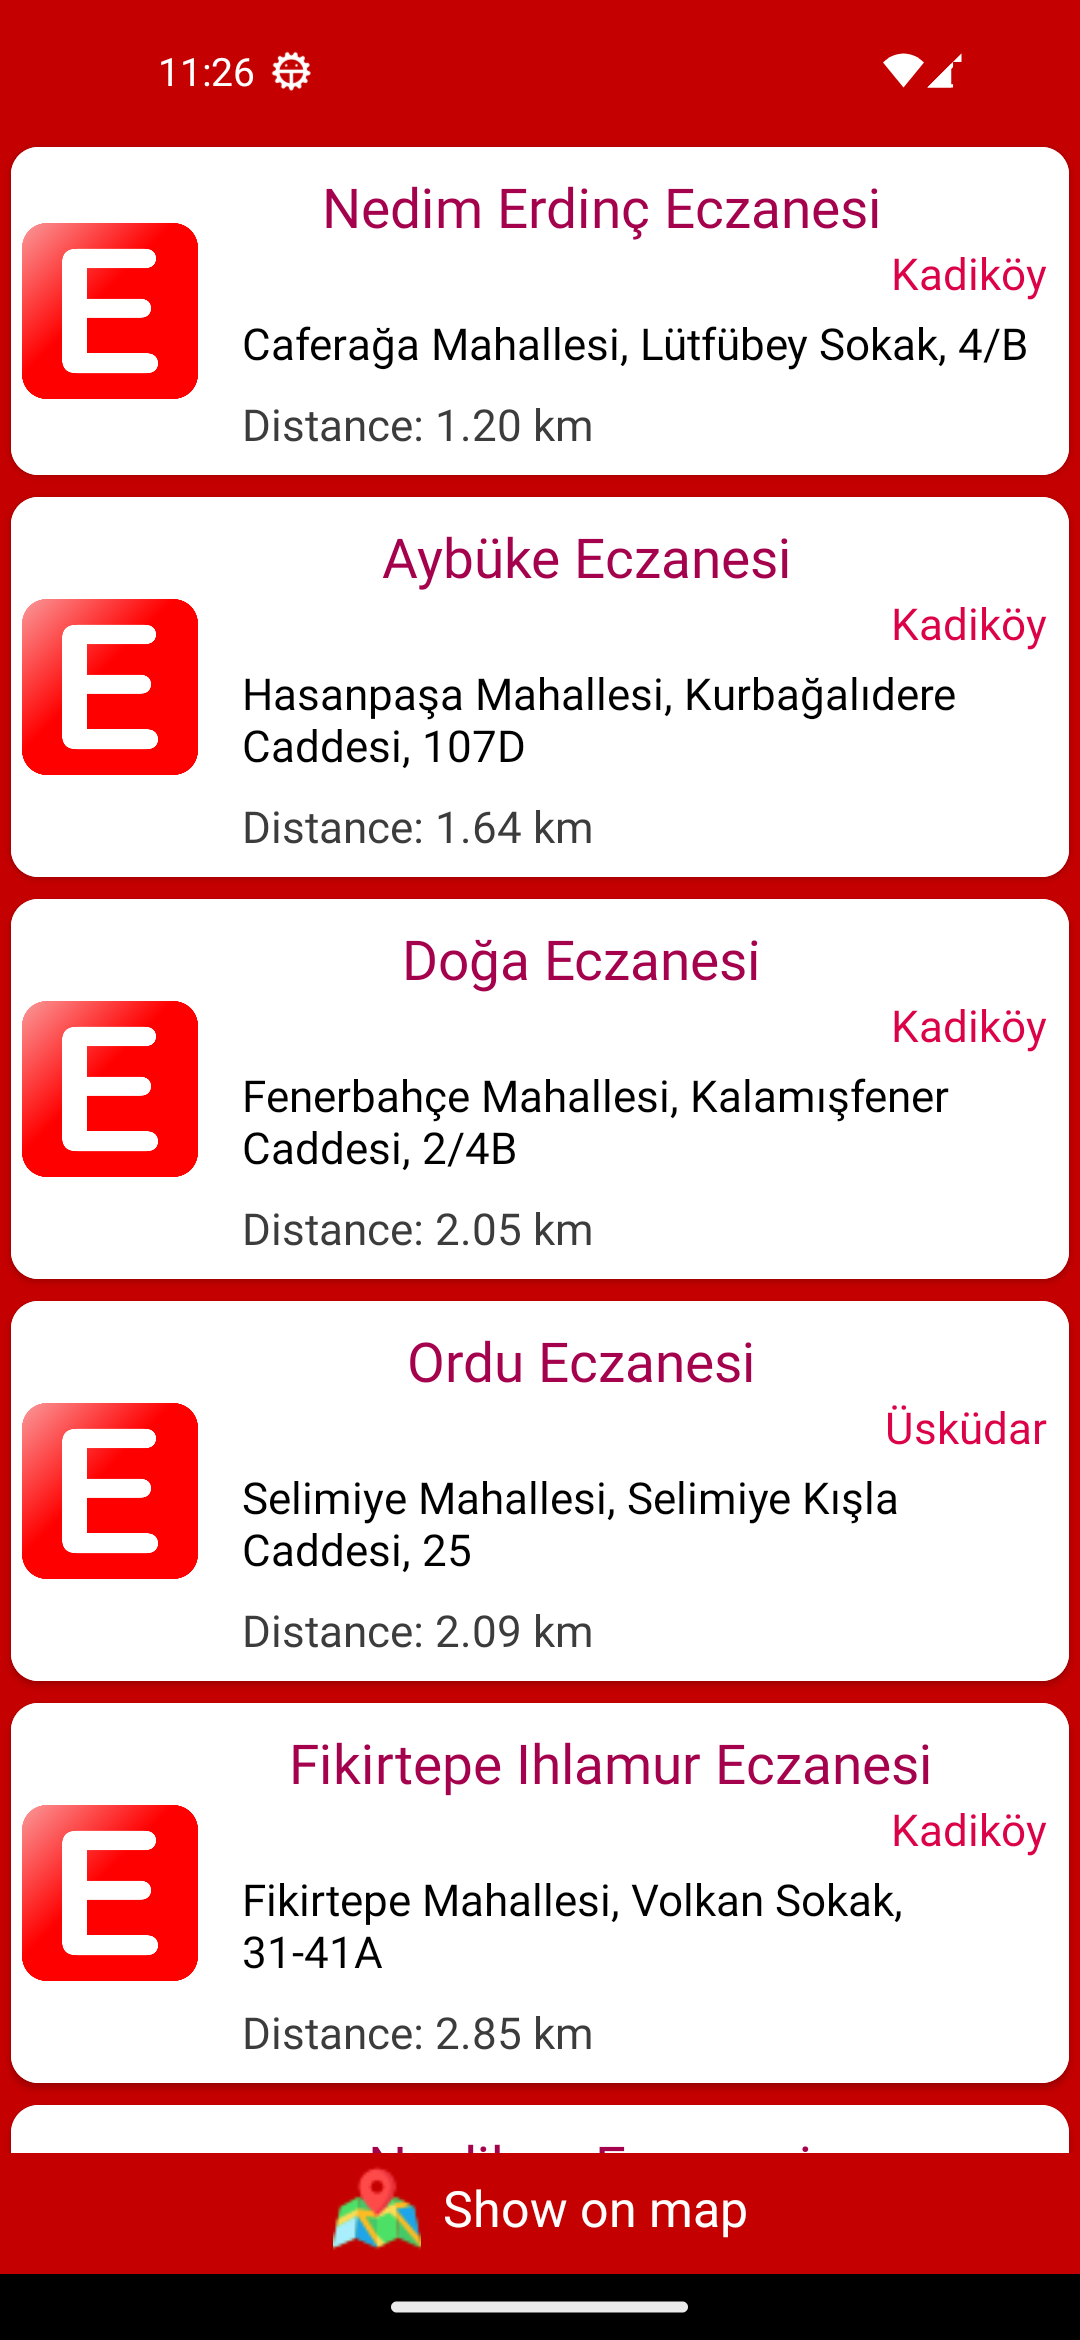 11:26
Nedim Erdinç Eczanesi
Kadiköy
E
Caferağa Mahallesi, Lütfübey Sokak, 4/B
Distance: 1.20 km
Aybüke Eczanesi
Kadiköy
E
Hasanpaşa Mahallesi, Kurbağalıdere
Caddesi, 107D
Distance: 1.64 km
Doğa Eczanesi
Kadiköy
E
Fenerbahçe Mahallesi, Kalamışfener
Caddesi, 2/4B
Distance: 2.05 km
Ordu Eczanesi
Üsküdar
E
Selimiye Mahallesi, Selimiye Kışla
Caddesi, 25
Distance: 2.09 km
Fikirtepe Ihlamur Eczanesi
Kadiköy
E
Fikirtepe Mahallesi, Volkan Sokak,
31-41A
Distance: 2.85 km
Show on map